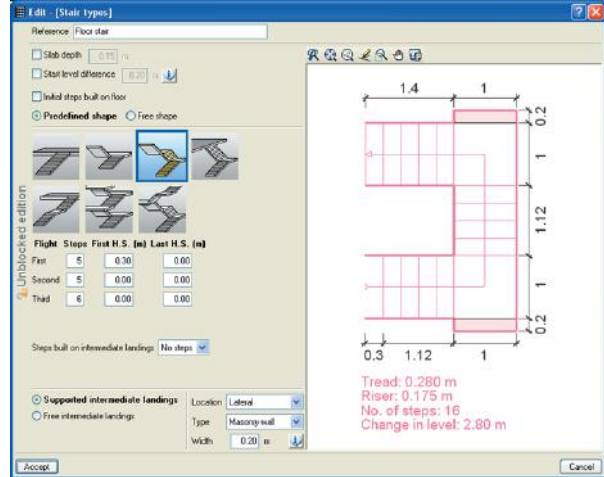 Edit - [Stair types]
Reference Floor stair
Slab depth 0.15 m
Start level difference 0.20 m
Initial steps built on floor
Predefined shape Free shape
Unblocked edition
Flight Steps First H.S. (m) Last H.S. (m)
First 5 0.30 0.00
Second 5 0.00 0.00
Third 6 0.00 0.00
Steps built on intermediate landings No steps
Supported intermediate landings
Free intermediate landings
Location Lateral
Type Masonry wall
Width 0.20 m
Accept
1.4 1
0.2
1
1.12
1
0.2
0.3 1.12 1
Tread: 0.280 m
Riser: 0.175 m
No. of steps: 16
Change in level: 2.80 m
Cancel